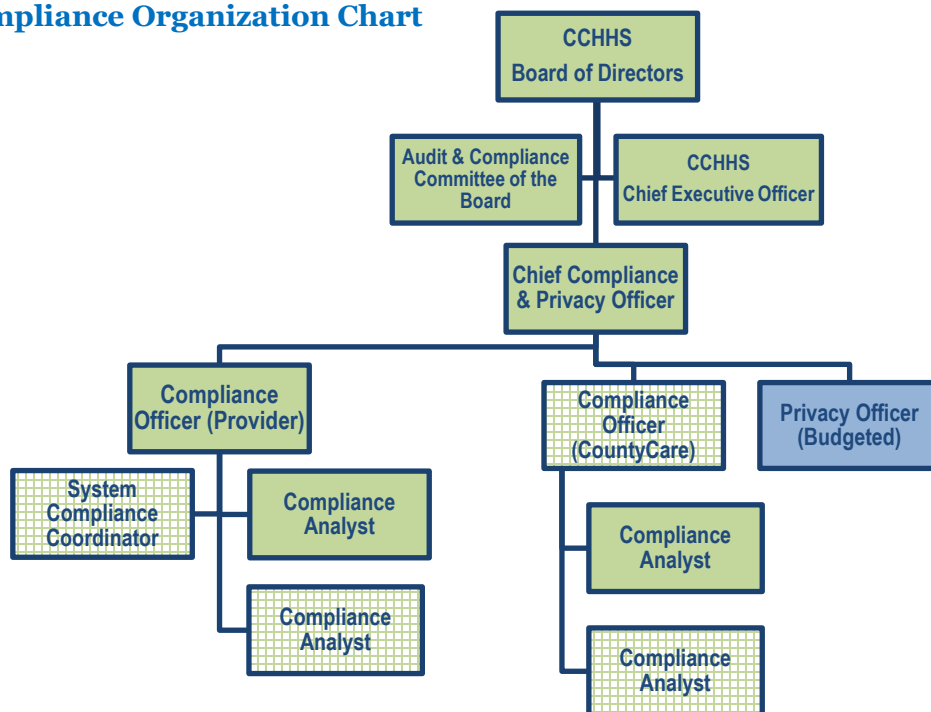 mpliance Organization Chart
CCHHS
Board of Directors
Audit & Compliance
Committee of the
Board
CCHHS
Chief Executive Officer
Chief Compliance
& Privacy Officer
Compliance
Officer (Provider)
Compliance
Officer
(CountyCare)
Privacy Officer
(Budgeted)
System
Compliance
Coordinator
Compliance
Analyst
Compliance
Analyst
Compliance
Analyst
Compliance
Analyst